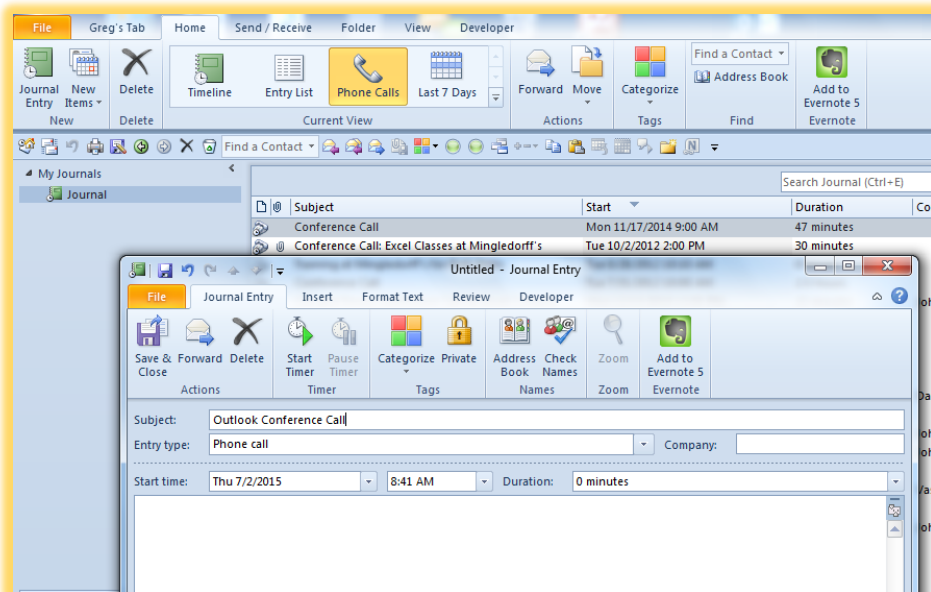 File Greg's Tab Home Send / Receive Folder View Developer
Journal Entry
New Items
Delete
Timeline
Entry List
Phone Calls
Last 7 Days
Forward
Move
Categorize
Find a Contact
Address Book
Add to Evernote 5
New Delete Current View Actions Tags Find Evernote
Find a Contact
My Journals
Journal
Search Journal (Ctrl+E)
Subject Start Duration Co
Conference Call Mon 11/17/2014 9:00 AM 47 minutes
Conference Call: Excel Classes at Mingledorff's Tue 10/2/2012 2:00 PM 30 minutes
Untitled - Journal Entry
File Journal Entry Insert Format Text Review Developer
Save & Close
Forward
Delete
Start Timer
Pause Timer
Categorize
Private
Address Book
Check Names
Zoom
Add to Evernote 5
Actions Timer Tags Names Zoom Evernote
Subject: Outlook Conference Call
Entry type: Phone call Company:
Start time: Thu 7/2/2015 8:41 AM Duration: 0 minutes